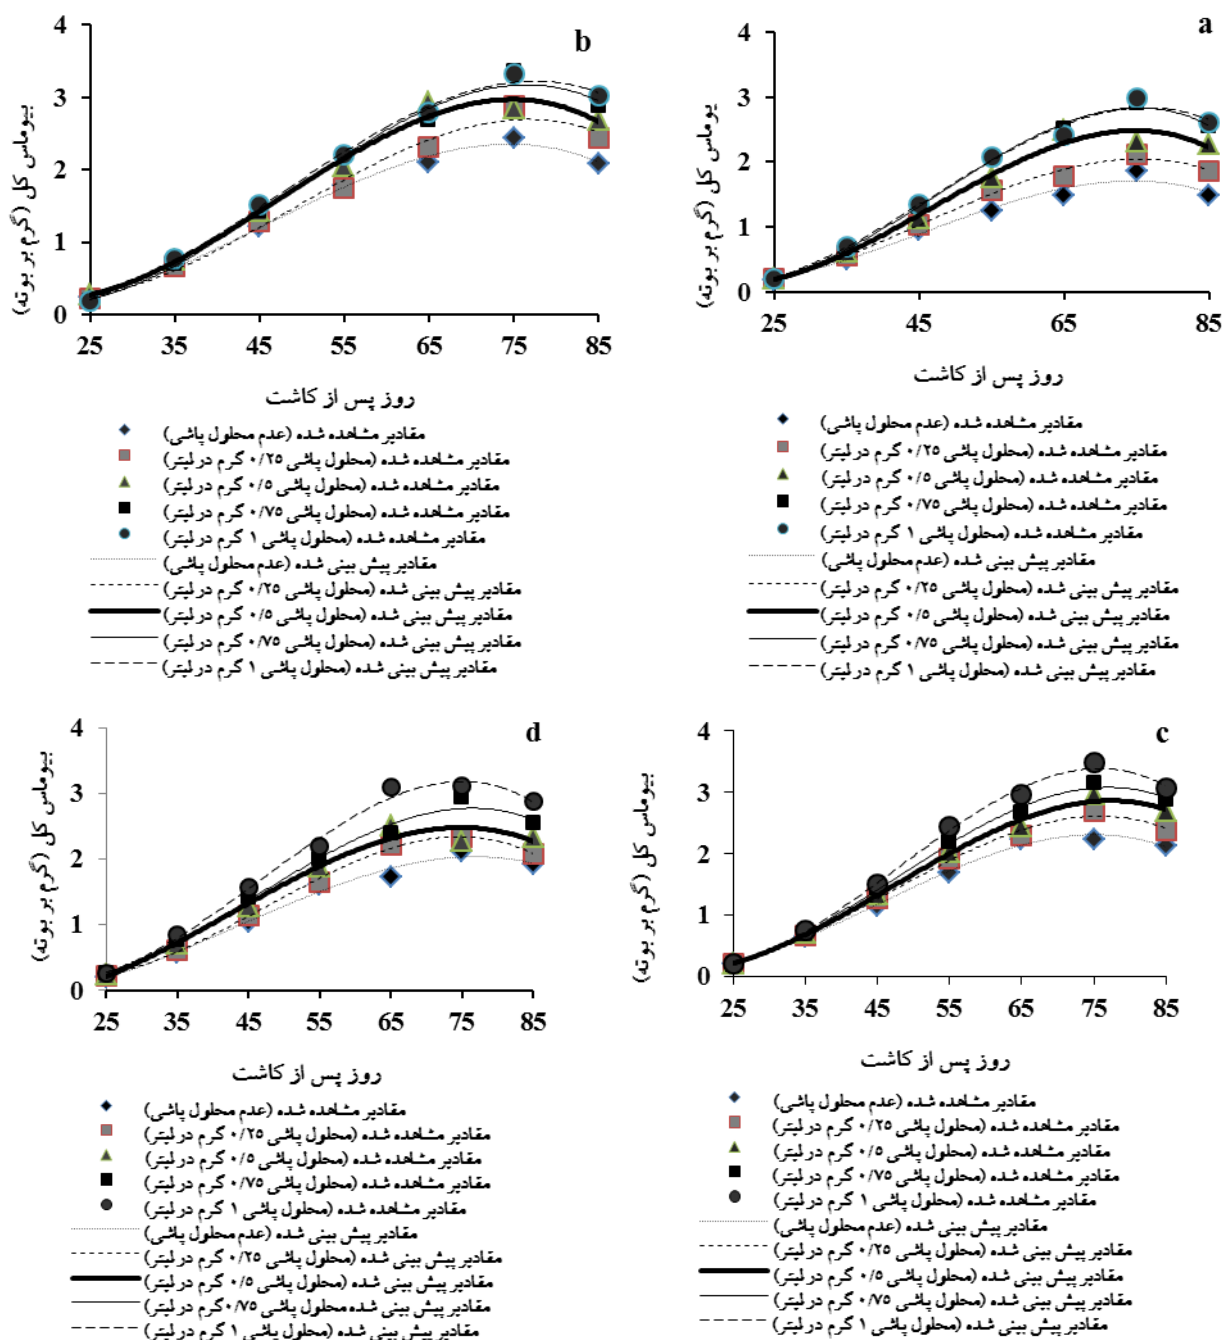 a
یوماس کل (گرم بر بوته)
4
3
2
1
0
25 45 65 85
روز پس از کاشت
مقادیر مشاهده شده (عدم محلول پاشی)
مقادیر مشاهده شده (محلول پاشی ۰/۲۵ گرم در لیتر)
مقادیر مشاهده شده (محلول پاشی ۰/۵ گرم در لیتر)
مقادیر مشاهده شده (محلول پاشی ۰/۷۵ گرم در لیتر)
مقادیر مشاهده شده (محلول پاشی ۱ گرم در لیتر)
مقادیر پیش بینی شده (عدم محلول پاشی)
مقادیر پیش بینی شده (محلول پاشی ۰/۲۵ گرم در لیتر)
مقادیر پیش بینی شده (محلول پاشی ۰/۵ گرم در لیتر)
مقادیر پیش بینی شده (محلول پاشی ۰/۷۵ گرم در لیتر)
مقادیر پیش بینی شده (محلول پاشی ۱ گرم در لیتر)
b
بیوماس کل (گرم بر بوته)
4
3
2
1
0
25 35 45 55 65 75 85
روز پس از کاشت
مقادیر مشاهده شده (عدم محلول پاشی)
مقادیر مشاهده شده (محلول پاشی ۰/۲۵ گرم در لیتر)
مقادیر مشاهده شده (محلول پاشی ۰/۵ گرم در لیتر)
مقادیر مشاهده شده (محلول پاشی ۰/۷۵ گرم در لیتر)
مقادیر مشاهده شده (محلول پاشی ۱ گرم در لیتر)
مقادیر پیش بینی شده (عدم محلول پاشی)
مقادیر پیش بینی شده (محلول پاشی ۰/۲۵ گرم در لیتر)
مقادیر پیش بینی شده (محلول پاشی ۰/۵ گرم در لیتر)
مقادیر پیش بینی شده (محلول پاشی ۰/۷۵ گرم در لیتر)
مقادیر پیش بینی شده (محلول پاشی ۱ گرم در لیتر)
c
بیوماس کل (گرم بر بوته)
4
3
2
1
0
25 35 45 55 65 75 85
روز پس از کاشت
مقادیر مشاهده شده (عدم محلول پاشی)
مقادیر مشاهده شده (محلول پاشی ۰/۲۵ گرم در لیتر)
مقادیر مشاهده شده (محلول پاشی ۰/۵ گرم در لیتر)
مقادیر مشاهده شده (محلول پاشی ۰/۷۵ گرم در لیتر)
مقادیر مشاهده شده (محلول پاشی ۱ گرم در لیتر)
مقادیر پیش بینی شده (عدم محلول پاشی)
مقادیر پیش بینی شده (محلول پاشی ۰/۲۵ گرم در لیتر)
مقادیر پیش بینی شده (محلول پاشی ۰/۵ گرم در لیتر)
مقادیر پیش بینی شده (محلول پاشی ۰/۷۵ گرم در لیتر)
مقادیر پیش بینی شده (محلول پاشی ۱ گرم در لیتر)
d
بیوماس کل (گرم بر بوته)
4
3
2
1
0
25 35 45 55 65 75 85
روز پس از کاشت
مقادیر مشاهده شده (عدم محلول پاشی)
مقادیر مشاهده شده (محلول پاشی ۰/۲۵ گرم در لیتر)
مقادیر مشاهده شده (محلول پاشی ۰/۵ گرم در لیتر)
مقادیر مشاهده شده (محلول پاشی ۰/۷۵ گرم در لیتر)
مقادیر مشاهده شده (محلول پاشی ۱ گرم در لیتر)
مقادیر پیش بینی شده (عدم محلول پاشی)
مقادیر پیش بینی شده (محلول پاشی ۰/۲۵ گرم در لیتر)
مقادیر پیش بینی شده (محلول پاشی ۰/۵ گرم در لیتر)
مقادیر پیش بینی شده محلول پاشی ۰/۷۵گرم در لیتر)
مقادیر پیش بینی شده (محلول پاشی ۱ گرم در لیتر)